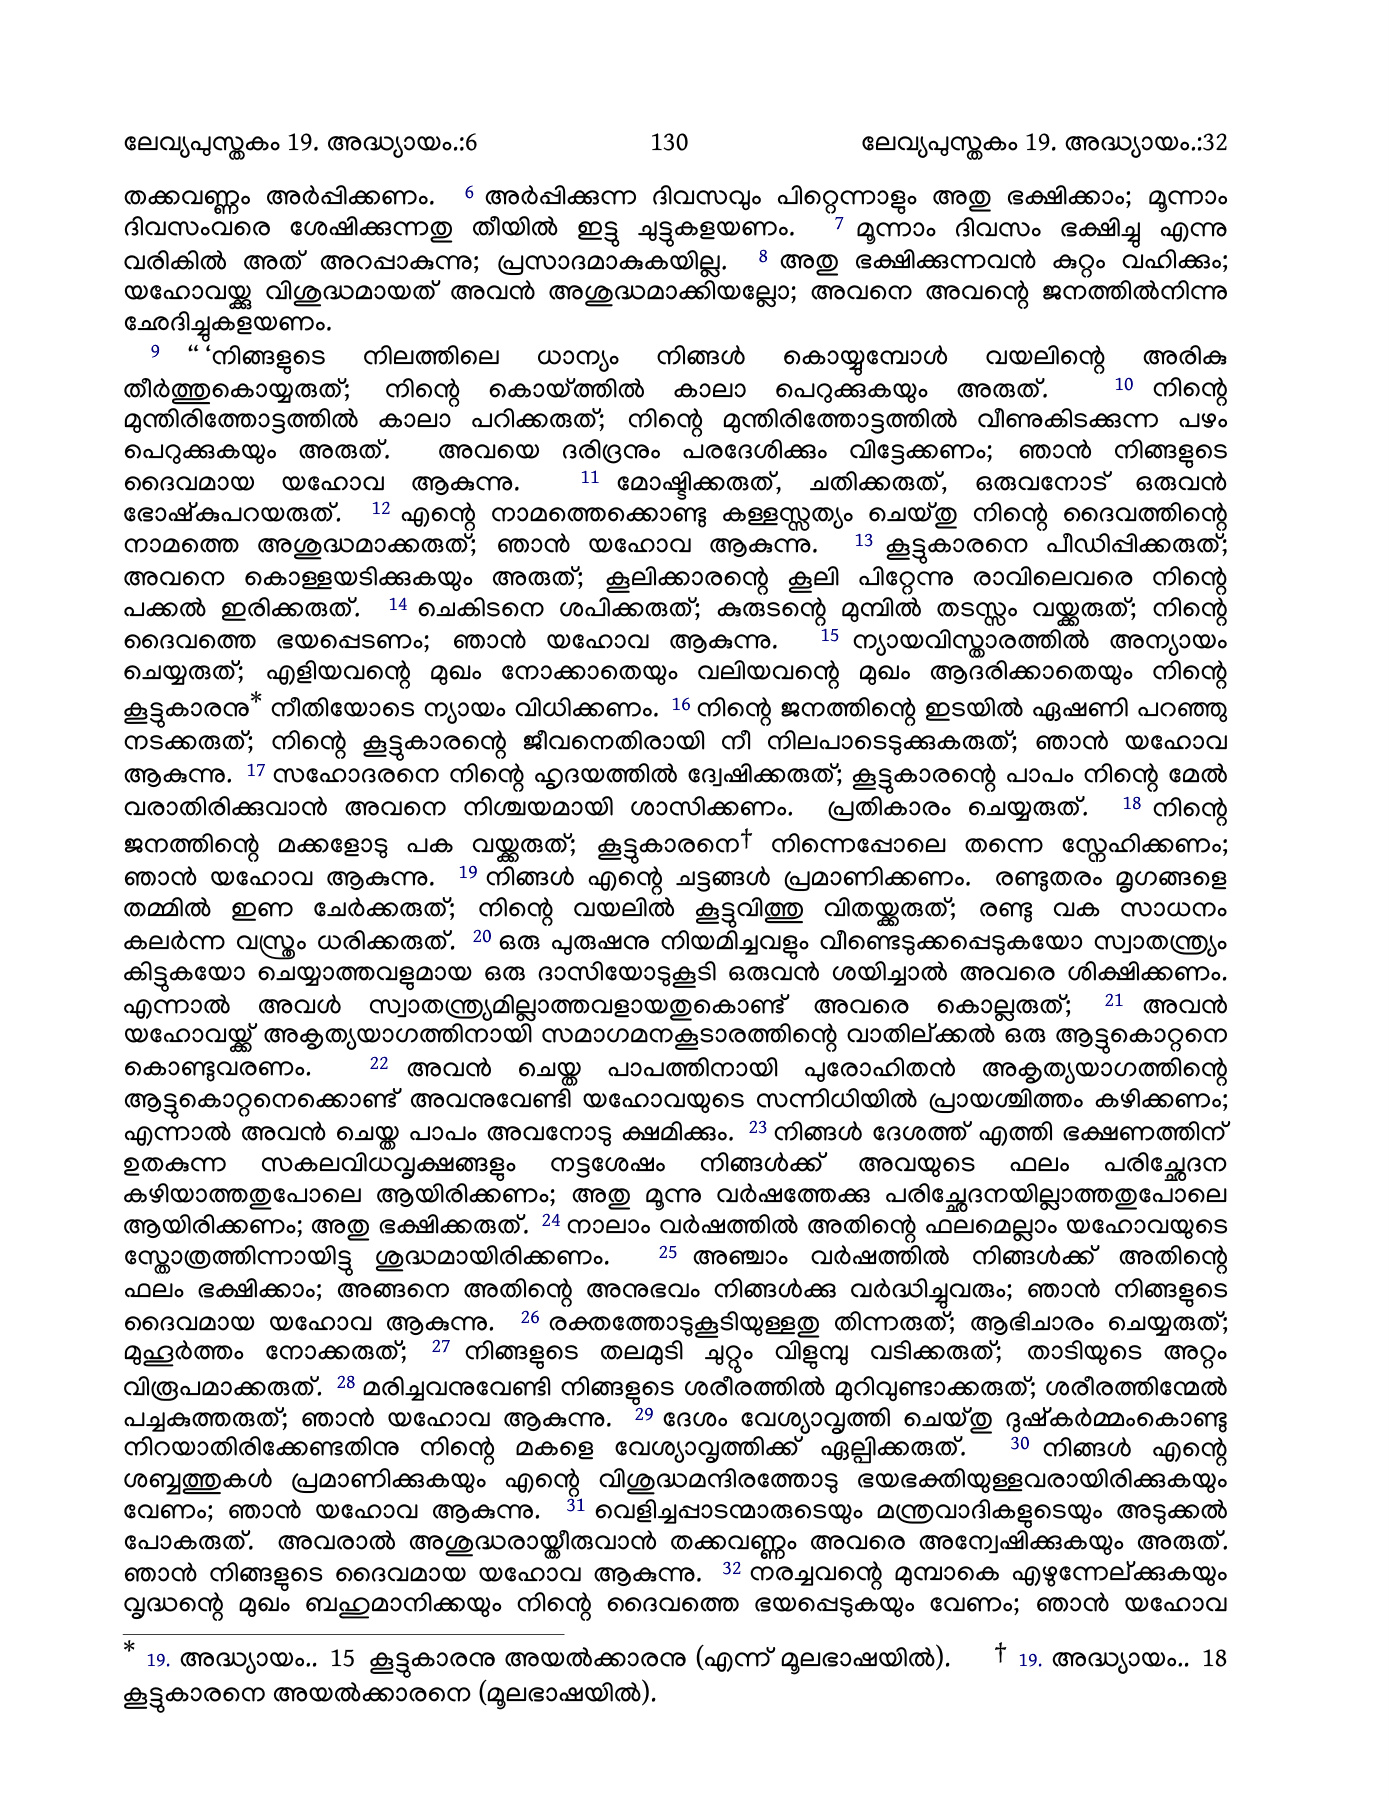 ലേവ്യപുസ്തകം 19. അദ്ധ്യായം.:6 130 ലേവ്യപുസ്തകം 19. അദ്ധ്യായം.:32
തക്കവണ്ണം അർപ്പിക്കണം. 6 അർപ്പിക്കുന്ന ദിവസവും പിറ്റെന്നാളും അതു ഭക്ഷിക്കാം; മൂന്നാം
ദിവസംവരെ ശേഷിക്കുന്നതു തീയിൽ ഇട്ടു ചുട്ടുകളയണം. 7 മൂന്നാം ദിവസം ഭക്ഷിച്ചു എന്നു
വരികിൽ അത് അറപ്പാകുന്നു; പ്രസാദമാകുകയില്ല. 8 അതു ഭക്ഷിക്കുന്നവൻ കുറ്റം വഹിക്കും;
യഹോവയ്ക്കു വിശുദ്ധമായത് അവൻ അശുദ്ധമാക്കിയല്ലോ; അവനെ അവന്റെ ജനത്തിൽനിന്നു
ഛേദിച്ചുകളയണം.
9 “ ‘നിങ്ങളുടെ നിലത്തിലെ ധാന്യം നിങ്ങൾ കൊയ്യുമ്പോൾ വയലിന്റെ അരികു
തീർത്തുകൊയ്യരുത്; നിന്റെ കൊയ്ത്തിൽ കാലാ പെറുക്കുകയും അരുത്. 10 നിന്റെ
മുന്തിരിത്തോട്ടത്തിൽ കാലാ പറിക്കരുത്; നിന്റെ മുന്തിരിത്തോട്ടത്തിൽ വീണുകിടക്കുന്ന പഴം
പെറുക്കുകയും അരുത്. അവയെ ദരിദ്രനും പരദേശിക്കും വിട്ടേക്കണം; ഞാൻ നിങ്ങളുടെ
ദൈവമായ യഹോവ ആകുന്നു. 11 മോഷ്ടിക്കരുത്, ചതിക്കരുത്, ഒരുവനോട് ഒരുവൻ
ഭോഷ്കുപറയരുത്. 12 എന്റെ നാമത്തെക്കൊണ്ടു കള്ളസ്സത്യം ചെയ്തു നിന്റെ ദൈവത്തിന്റെ
നാമത്തെ അശുദ്ധമാക്കരുത്; ഞാൻ യഹോവ ആകുന്നു. 13 കൂട്ടുകാരനെ പീഡിപ്പിക്കരുത്;
അവനെ കൊള്ളയടിക്കുകയും അരുത്; കൂലിക്കാരന്റെ കൂലി പിറ്റേന്നു രാവിലെവരെ നിന്റെ
പക്കൽ ഇരിക്കരുത്. 14 ചെകിടനെ ശപിക്കരുത്; കുരുടന്റെ മുമ്പിൽ തടസ്സം വയ്ക്കരുത്; നിന്റെ
ദൈവത്തെ ഭയപ്പെടണം; ഞാൻ യഹോവ ആകുന്നു. 15 ന്യായവിസ്താരത്തിൽ അന്യായം
ചെയ്യരുത്; എളിയവന്റെ മുഖം നോക്കാതെയും വലിയവന്റെ മുഖം ആദരിക്കാതെയും നിന്റെ
കൂട്ടുകാരനു* നീതിയോടെ ന്യായം വിധിക്കണം. 16 നിന്റെ ജനത്തിന്റെ ഇടയിൽ ഏഷണി പറഞ്ഞു
നടക്കരുത്; നിന്റെ കൂട്ടുകാരന്റെ ജീവനെതിരായി നീ നിലപാടെടുക്കുകരുത്; ഞാൻ യഹോവ
ആകുന്നു. 17 സഹോദരനെ നിന്റെ ഹൃദയത്തിൽ ദ്വേഷിക്കരുത്; കൂട്ടുകാരന്റെ പാപം നിന്റെ മേൽ
വരാതിരിക്കുവാൻ അവനെ നിശ്ചയമായി ശാസിക്കണം. പ്രതികാരം ചെയ്യരുത്. 18 നിന്റെ
ജനത്തിന്റെ മക്കളോടു പക വയ്ക്കരുത്; കൂട്ടുകാരനെ† നിന്നെപ്പോലെ തന്നെ സ്നേഹിക്കണം;
ഞാൻ യഹോവ ആകുന്നു. 19 നിങ്ങൾ എന്റെ ചട്ടങ്ങൾ പ്രമാണിക്കണം. രണ്ടുതരം മൃഗങ്ങളെ
തമ്മിൽ ഇണ ചേർക്കരുത്; നിന്റെ വയലിൽ കൂട്ടുവിത്തു വിതയ്ക്കരുത്; രണ്ടു വക സാധനം
കലർന്ന വസ്ത്രം ധരിക്കരുത്. 20 ഒരു പുരുഷനു നിയമിച്ചവളും വീണ്ടെടുക്കപ്പെടുകയോ സ്വാതന്ത്ര്യം
കിട്ടുകയോ ചെയ്യാത്തവളുമായ ഒരു ദാസിയോടുകൂടി ഒരുവൻ ശയിച്ചാൽ അവരെ ശിക്ഷിക്കണം.
എന്നാൽ അവൾ സ്വാതന്ത്ര്യമില്ലാത്തവളായതുകൊണ്ട് അവരെ കൊല്ലരുത്; 21 അവൻ
യഹോവയ്ക്ക് അകൃത്യയാഗത്തിനായി സമാഗമനകൂടാരത്തിന്റെ വാതില്ക്കൽ ഒരു ആട്ടുകൊറ്റനെ
കൊണ്ടുവരണം. 22 അവൻ ചെയ്ത പാപത്തിനായി പുരോഹിതൻ അകൃത്യയാഗത്തിന്റെ
ആട്ടുകൊറ്റനെക്കൊണ്ട് അവനുവേണ്ടി യഹോവയുടെ സന്നിധിയിൽ പ്രായശ്ചിത്തം കഴിക്കണം;
എന്നാൽ അവൻ ചെയ്ത പാപം അവനോടു ക്ഷമിക്കും. 23 നിങ്ങൾ ദേശത്ത് എത്തി ഭക്ഷണത്തിന്
ഉതകുന്ന സകലവിധവൃക്ഷങ്ങളും നട്ടശേഷം നിങ്ങൾക്ക് അവയുടെ ഫലം പരിച്ഛേദന
കഴിയാത്തതുപോലെ ആയിരിക്കണം; അതു മൂന്നു വർഷത്തേക്കു പരിച്ഛേദനയില്ലാത്തതുപോലെ
ആയിരിക്കണം; അതു ഭക്ഷിക്കരുത്. 24 നാലാം വർഷത്തിൽ അതിന്റെ ഫലമെല്ലാം യഹോവയുടെ
സ്തോത്രത്തിന്നായിട്ടു ശുദ്ധമായിരിക്കണം. 25 അഞ്ചാം വർഷത്തിൽ നിങ്ങൾക്ക് അതിന്റെ
ഫലം ഭക്ഷിക്കാം; അങ്ങനെ അതിന്റെ അനുഭവം നിങ്ങൾക്കു വർദ്ധിച്ചുവരും; ഞാൻ നിങ്ങളുടെ
ദൈവമായ യഹോവ ആകുന്നു. 26 രക്തത്തോടുകൂടിയുള്ളതു തിന്നരുത്; ആഭിചാരം ചെയ്യരുത്;
മുഹൂർത്തം നോക്കരുത്; 27 നിങ്ങളുടെ തലമുടി ചുറ്റും വിളുമ്പു വടിക്കരുത്; താടിയുടെ അറ്റം
വിരൂപമാക്കരുത്. 28 മരിച്ചവനുവേണ്ടി നിങ്ങളുടെ ശരീരത്തിൽ മുറിവുണ്ടാക്കരുത്; ശരീരത്തിന്മേൽ
പച്ചകുത്തരുത്; ഞാൻ യഹോവ ആകുന്നു. 29 ദേശം വേശ്യാവൃത്തി ചെയ്തു ദുഷ്കർമ്മംകൊണ്ടു
നിറയാതിരിക്കേണ്ടതിനു നിന്റെ മകളെ വേശ്യാവൃത്തിക്ക് ഏല്പിക്കരുത്. 30 നിങ്ങൾ എന്റെ
ശബ്ബത്തുകൾ പ്രമാണിക്കുകയും എന്റെ വിശുദ്ധമന്ദിരത്തോടു ഭയഭക്തിയുള്ളവരായിരിക്കുകയും
വേണം; ഞാൻ യഹോവ ആകുന്നു. 31 വെളിച്ചപ്പാടന്മാരുടെയും മന്ത്രവാദികളുടെയും അടുക്കൽ
പോകരുത്. അവരാൽ അശുദ്ധരായ്തീരുവാൻ തക്കവണ്ണം അവരെ അന്വേഷിക്കുകയും അരുത്.
ഞാൻ നിങ്ങളുടെ ദൈവമായ യഹോവ ആകുന്നു. 32 നരച്ചവന്റെ മുമ്പാകെ എഴുന്നേല്ക്കുകയും
വൃദ്ധന്റെ മുഖം ബഹുമാനിക്കയും നിന്റെ ദൈവത്തെ ഭയപ്പെടുകയും വേണം; ഞാൻ യഹോവ
* 19. അദ്ധ്യായം.. 15 കൂട്ടുകാരനു അയൽക്കാരനു (എന്ന് മൂലഭാഷയിൽ). † 19. അദ്ധ്യായം.. 18
കൂട്ടുകാരനെ അയൽക്കാരനെ (മൂലഭാഷയിൽ).